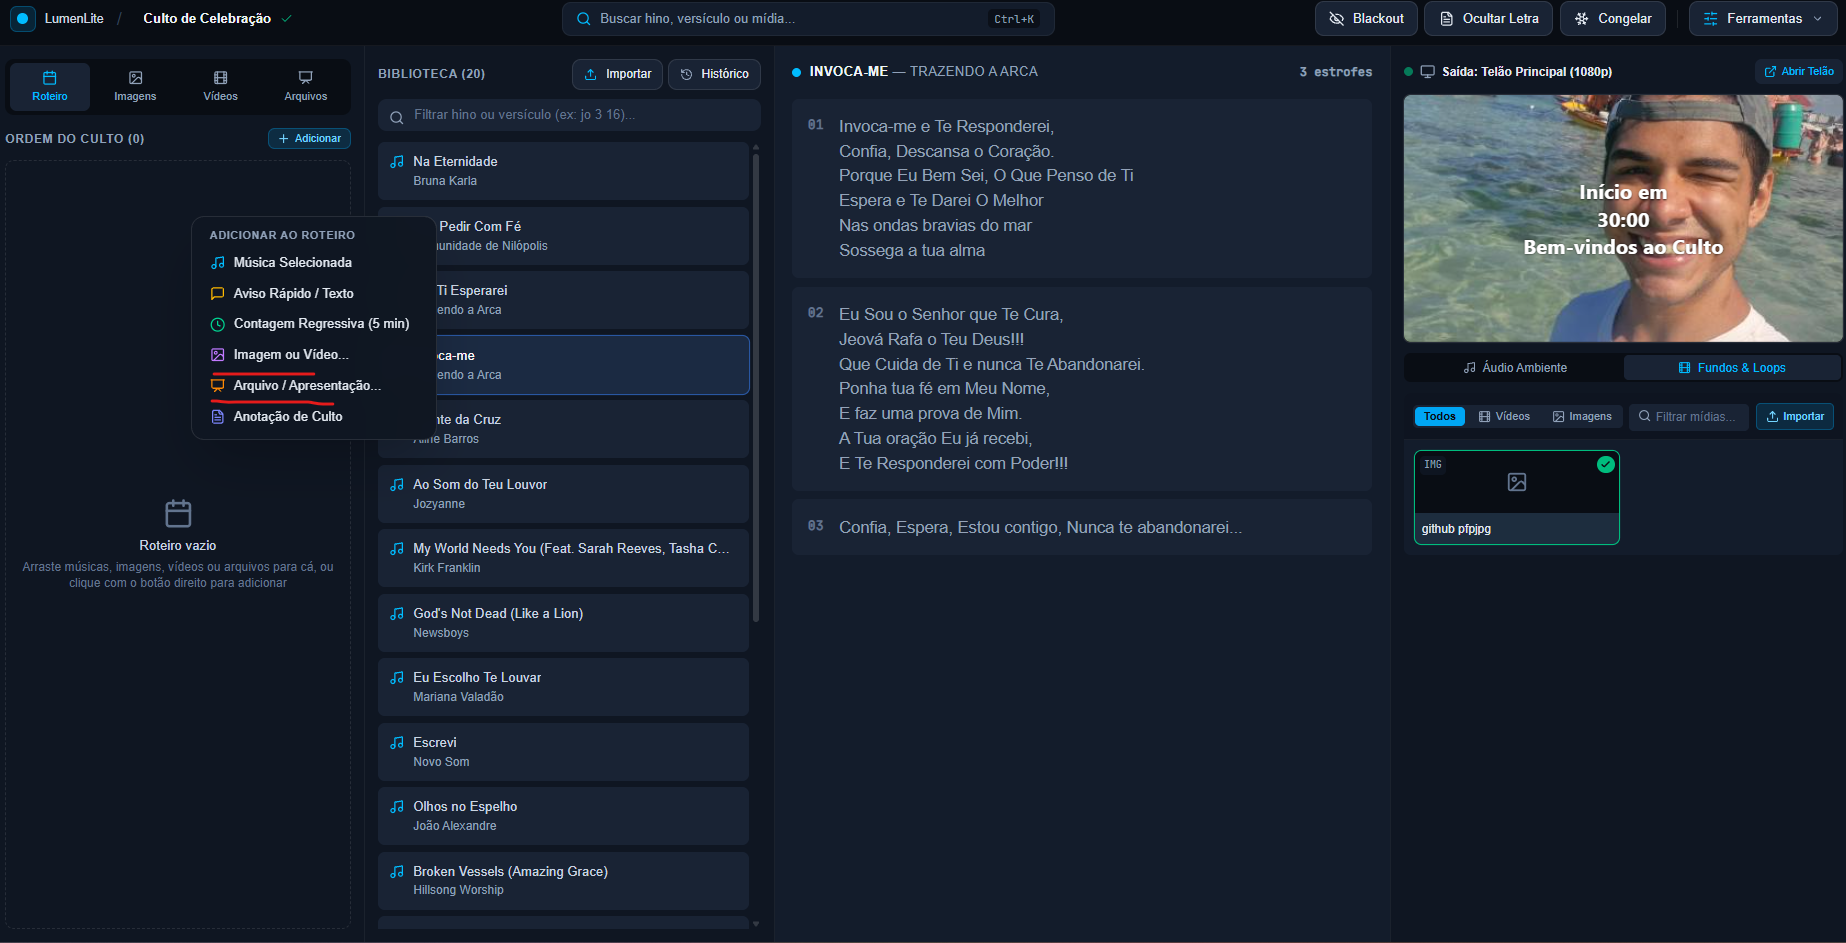 LumenLite / Culto de Celebração
Buscar hino, versículo ou mídia... Ctrl+K
Blackout
Ocultar Letra
Congelar
Ferramentas
Roteiro
Imagens
Vídeos
Arquivos
ORDEM DO CULTO (0)
+ Adicionar
ADICIONAR AO ROTEIRO
Música Selecionada
Aviso Rápido / Texto
Contagem Regressiva (5 min)
Imagem ou Vídeo...
Arquivo / Apresentação...
Anotação de Culto
Roteiro vazio
Arraste músicas, imagens, vídeos ou arquivos para cá, ou
clique com o botão direito para adicionar
BIBLIOTECA (20)
Importar
Histórico
Filtrar hino ou versículo (ex: jo 3 16)...
Na Eternidade
Bruna Karla
Pedir Com Fé
de Nilópolis
Ti Esperarei
a Arca
a Arca
da Cruz
Barros
Ao Som do Teu Louvor
Jozyanne
My World Needs You (Feat. Sarah Reeves, Tasha C...
Kirk Franklin
God's Not Dead (Like a Lion)
Newsboys
Eu Escolho Te Louvar
Mariana Valadão
Escrevi
Novo Som
Olhos no Espelho
João Alexandre
Broken Vessels (Amazing Grace)
Hillsong Worship
INVOCA-ME — TRAZENDO A ARCA
3 estrofes
01
Invoca-me e Te Responderei,
Confia, Descansa o Coração.
Porque Eu Bem Sei, O Que Penso de Ti
Espera e Te Darei O Melhor
Nas ondas bravias do mar
Sossega a tua alma
02
Eu Sou o Senhor que Te Cura,
Jeová Rafa o Teu Deus!!!
Que Cuida de Ti e nunca Te Abandonarei.
Ponha tua fé em Meu Nome,
E faz uma prova de Mim.
A Tua oração Eu já recebi,
E Te Responderei com Poder!!!
03
Confia, Espera, Estou contigo, Nunca te abandonarei...
Saída: Telão Principal (1080p)
Abrir Telão
Início em
30:00
Bem-vindos ao Culto
Áudio Ambiente
Fundos & Loops
Todos
Vídeos
Imagens
Filtrar mídias...
Importar
IMG
github pfpjpg